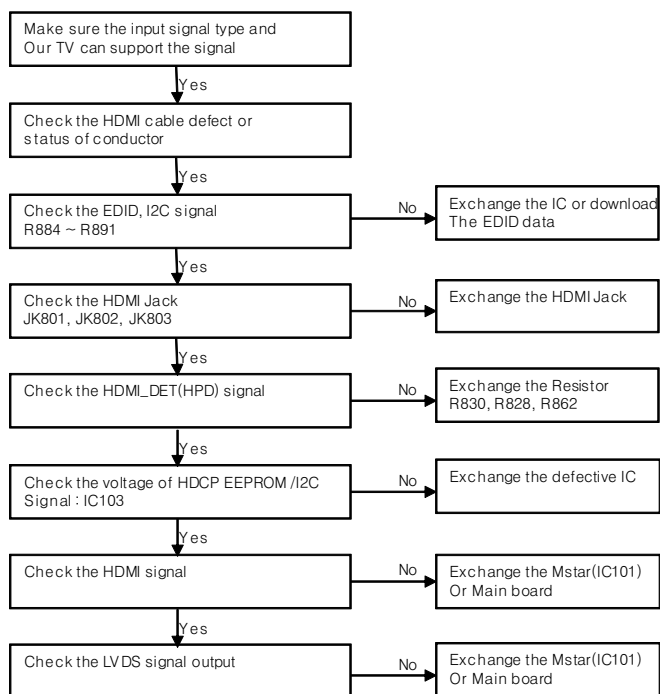 Make sure the input signal type and
Our TV can support the signal
Yes
Check the HDMI cable defect or
status of conductor
Yes
Check the EDID, I2C signal
R884 ~ R891
No
Exchange the IC or download
The EDID data
Yes
Check the HDMI Jack
JK801, JK802, JK803
No
Exchange the HDMI Jack
Yes
Check the HDMI_DET(HPD) signal
No
Exchange the Resistor
R830, R828, R862
Yes
Check the voltage of HDCP EEPROM /I2C
Signal : IC103
No
Exchange the defective IC
Yes
Check the HDMI signal
No
Exchange the Mstar(IC101)
Or Main board
Yes
Check the LVDS signal output
No
Exchange the Mstar(IC101)
Or Main board